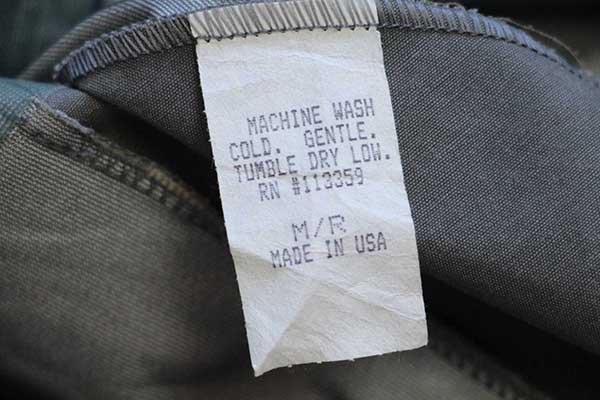 MACHINE WASH
COLD. GENTLE.
TUMBLE DRY LOW.
RN #113359
M/R
MADE IN USA